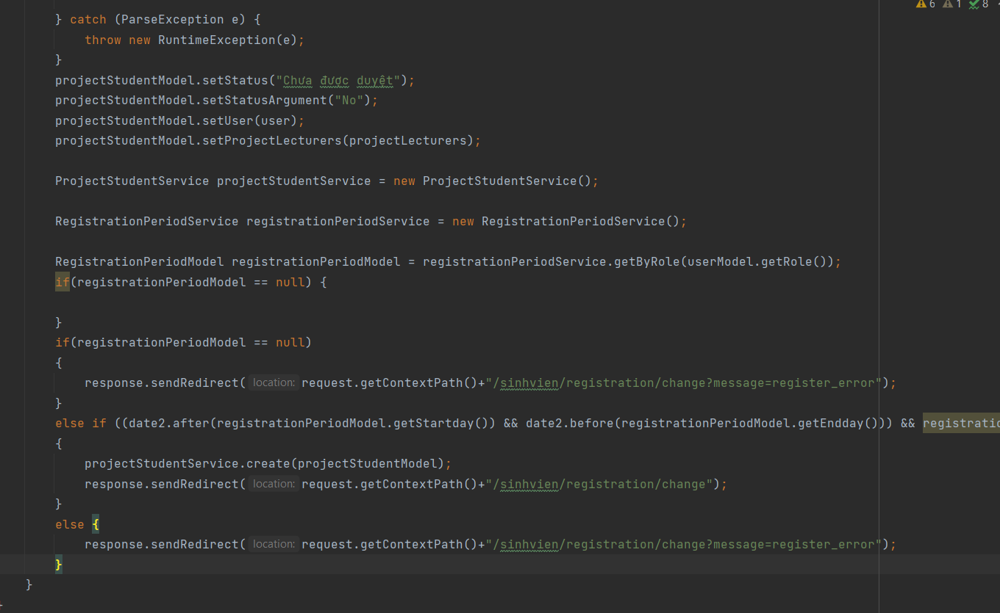 6 1 8
} catch (ParseException e) {
throw new RuntimeException(e);
}
projectStudentModel.setStatus("Chưa được duyệt");
projectStudentModel.setStatusArgument("No");
projectStudentModel.setUser(user);
projectStudentModel.setProjectLecturers(projectLecturers);
ProjectStudentService projectStudentService = new ProjectStudentService();
RegistrationPeriodService registrationPeriodService = new RegistrationPeriodService();
RegistrationPeriodModel registrationPeriodModel = registrationPeriodService.getByRole(userModel.getRole());
if(registrationPeriodModel == null) {
}
if(registrationPeriodModel == null)
{
response.sendRedirect( location: request.getContextPath()+"/sinhvien/registration/change?message=register_error");
}
else if ((date2.after(registrationPeriodModel.getStartday()) && date2.before(registrationPeriodModel.getEndday())) && registratio
{
projectStudentService.create(projectStudentModel);
response.sendRedirect( location: request.getContextPath()+"/sinhvien/registration/change");
}
else {
response.sendRedirect( location: request.getContextPath()+"/sinhvien/registration/change?message=register_error");
}
}